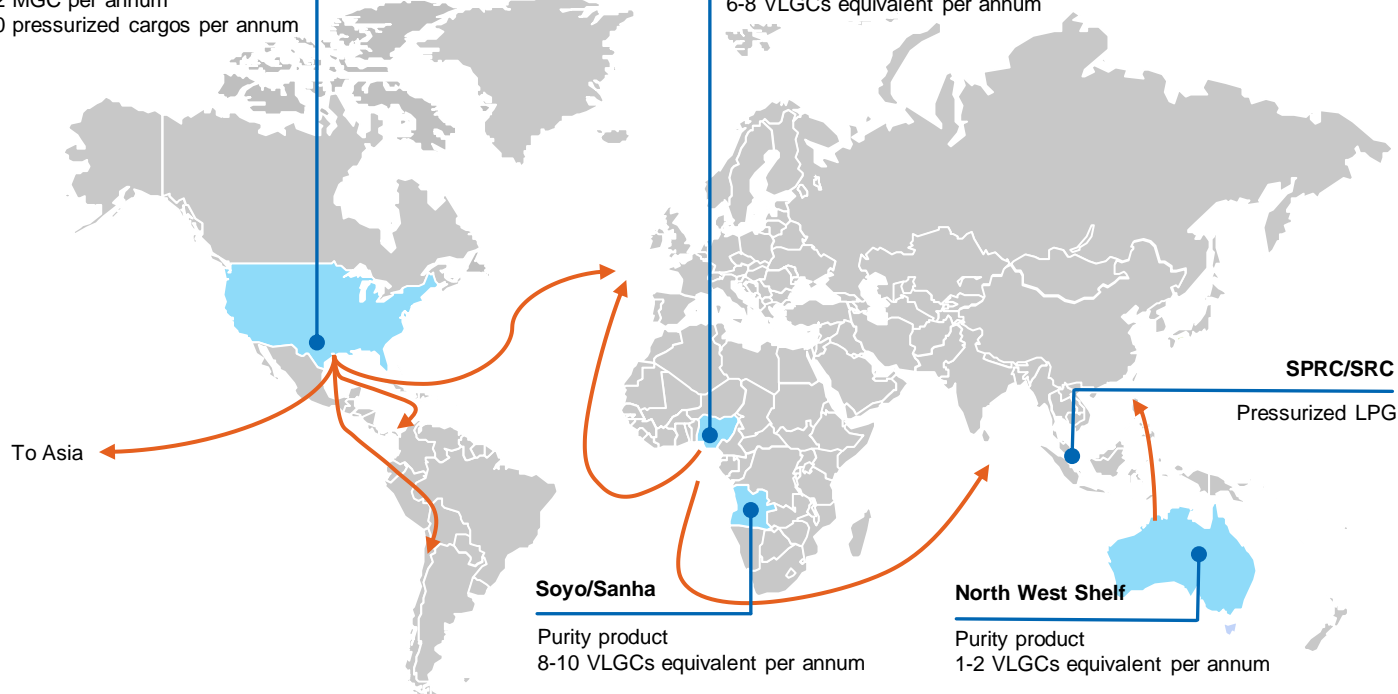 MGC per annum
pressurized cargos per annum
6-8 VLGCs equivalent per annum
SPRC/SRC
Pressurized LPG
To Asia
Soyo/Sanha
Purity product
8-10 VLGCs equivalent per annum
North West Shelf
Purity product
1-2 VLGCs equivalent per annum